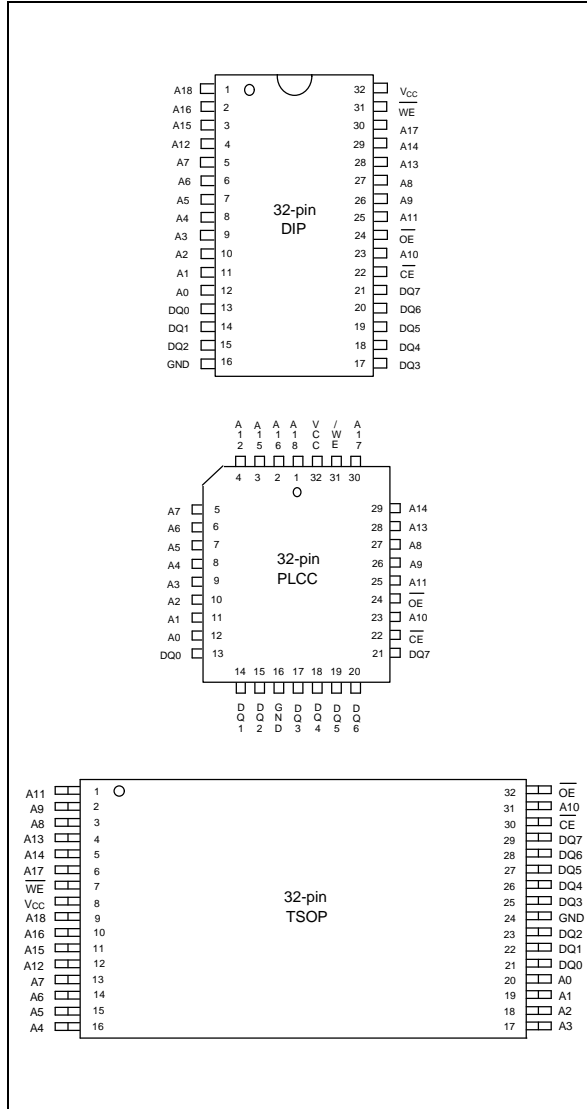 A18 1 32 VCC
A16 2 31 WE
A15 3 30 A17
A12 4 29 A14
A7 5 28 A13
A6 6 27 A8
A5 7 26 A9
A4 8 25 A11
A3 9 24 OE
A2 10 23 A10
A1 11 22 CE
A0 12 21 DQ7
DQ0 13 20 DQ6
DQ1 14 19 DQ5
DQ2 15 18 DQ4
GND 16 17 DQ3
32-pin
DIP
A12 A15 A16 A18 VCC /WE A17
4 3 2 1 32 31 30
A7 5 29 A14
A6 6 28 A13
A5 7 27 A8
A4 8 26 A9
A3 9 25 A11
A2 10 24 OE
A1 11 23 A10
A0 12 22 CE
DQ0 13 21 DQ7
32-pin
PLCC
14 15 16 17 18 19 20
DQ1 DQ2 GND DQ3 DQ4 DQ5 DQ6
A11 1 32 OE
A9 2 31 A10
A8 3 30 CE
A13 4 29 DQ7
A14 5 28 DQ6
A17 6 27 DQ5
WE 7 26 DQ4
VCC 8 25 DQ3
A18 9 24 GND
A16 10 23 DQ2
A15 11 22 DQ1
A12 12 21 DQ0
A7 13 20 A0
A6 14 19 A1
A5 15 18 A2
A4 16 17 A3
32-pin
TSOP